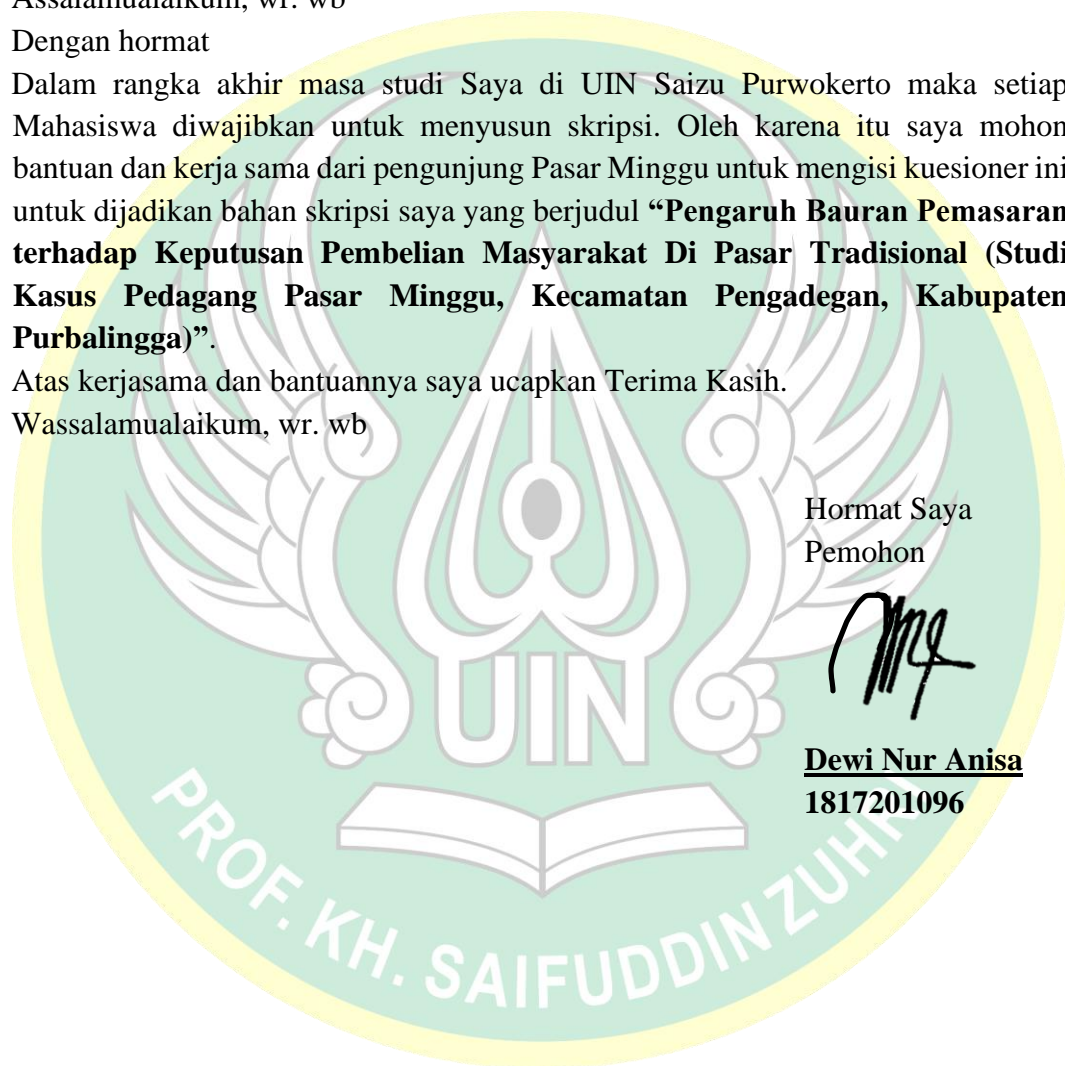 Assalamualaikum, wr. wb
Dengan hormat
Dalam rangka akhir masa studi Saya di UIN Saizu Purwokerto maka setiap
Mahasiswa diwajibkan untuk menyusun skripsi. Oleh karena itu saya mohon
bantuan dan kerja sama dari pengunjung Pasar Minggu untuk mengisi kuesioner ini
untuk dijadikan bahan skripsi saya yang berjudul “Pengaruh Bauran Pemasaran
terhadap Keputusan Pembelian Masyarakat Di Pasar Tradisional (Studi
Kasus Pedagang Pasar Minggu, Kecamatan Pengadegan, Kabupaten
Purbalingga)”.
Atas kerjasama dan bantuannya saya ucapkan Terima Kasih.
Wassalamualaikum, wr. wb
Hormat Saya
Pemohon
Dewi Nur Anisa
1817201096
UIN
PROF. KH. SAIFUDDIN ZUHRI